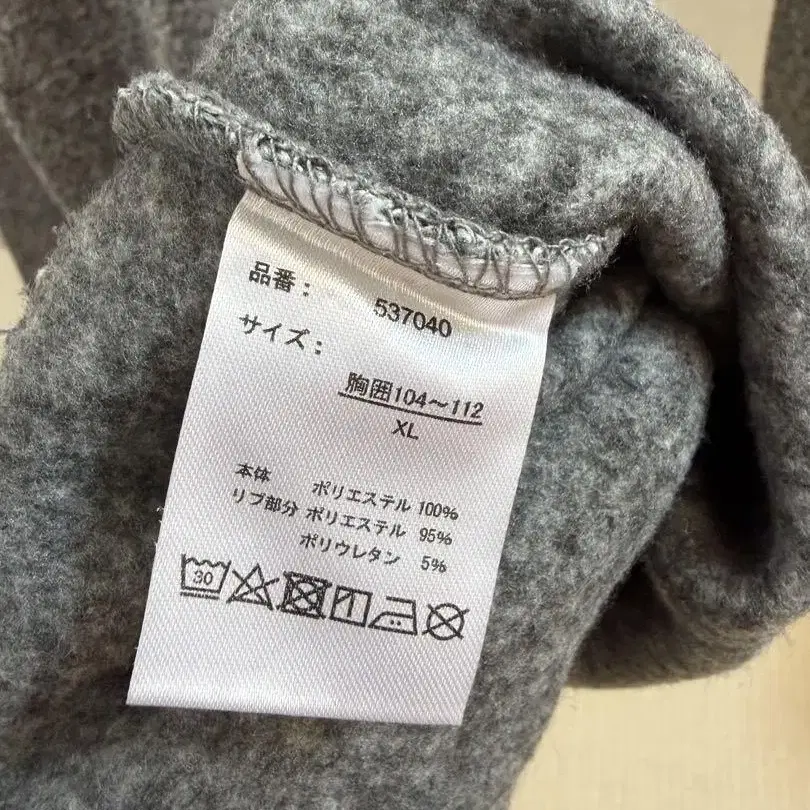 品番： 537040
サイズ：
胸囲104～112
XL
本体 ポリエステル 100%
リブ部分 ポリエステル 95%
ポリウレタン 5%
30